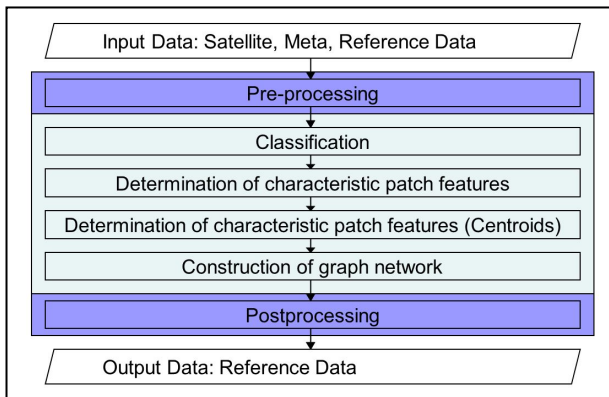 Input Data: Satellite, Meta, Reference Data
Pre-processing
Classification
Determination of characteristic patch features
Determination of characteristic patch features (Centroids)
Construction of graph network
Postprocessing
Output Data: Reference Data